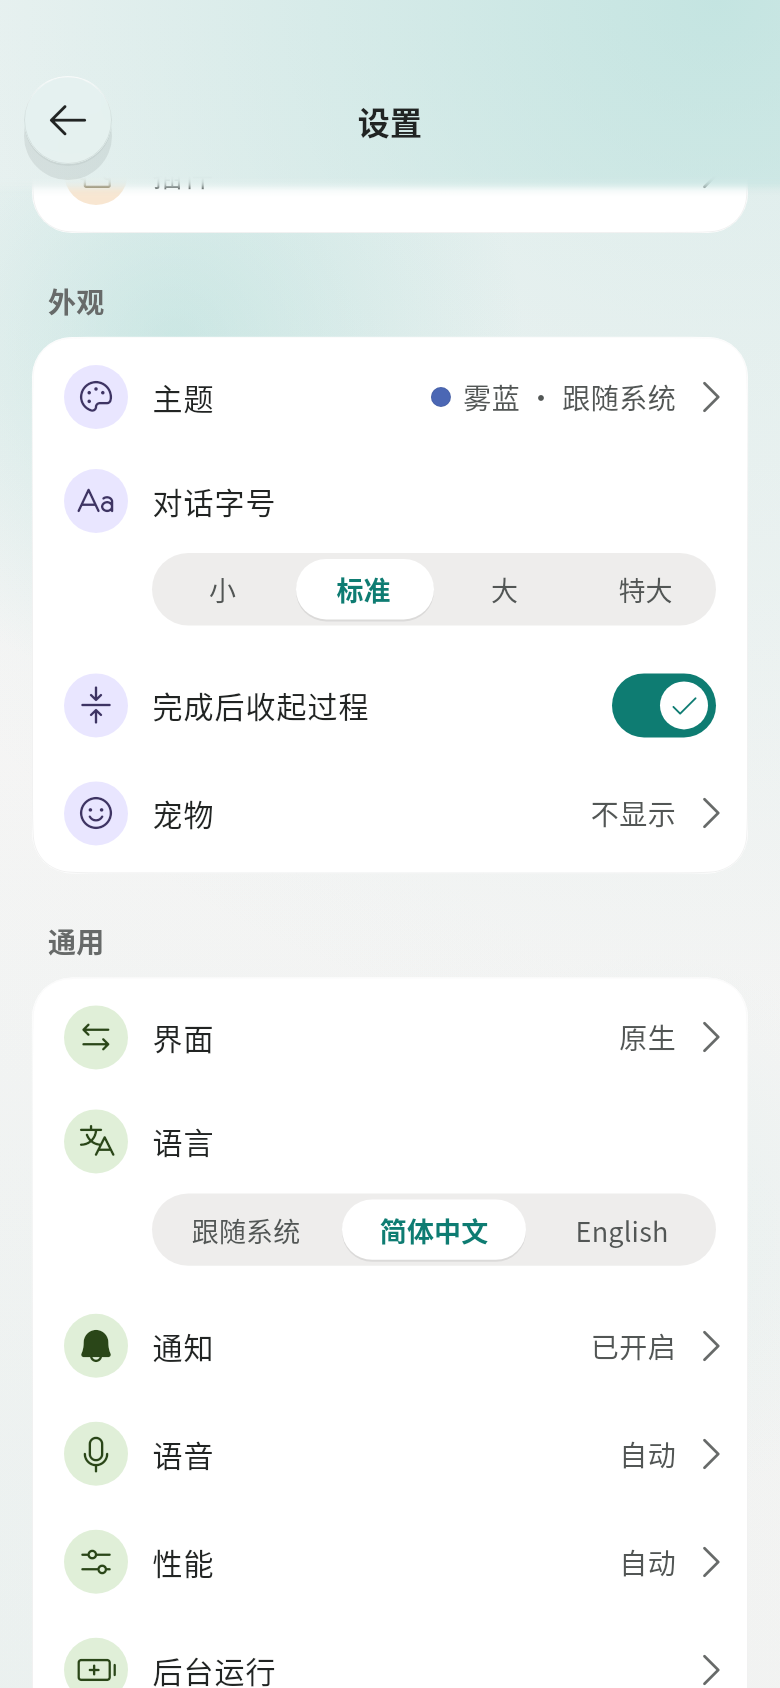 设置
外观
主题
雾蓝 · 跟随系统
Aa
对话字号
小 标准 大 特大
完成后收起过程
宠物
不显示
通用
界面
原生
文A
语言
跟随系统 简体中文 English
通知
已开启
语音
自动
性能
自动
后台运行